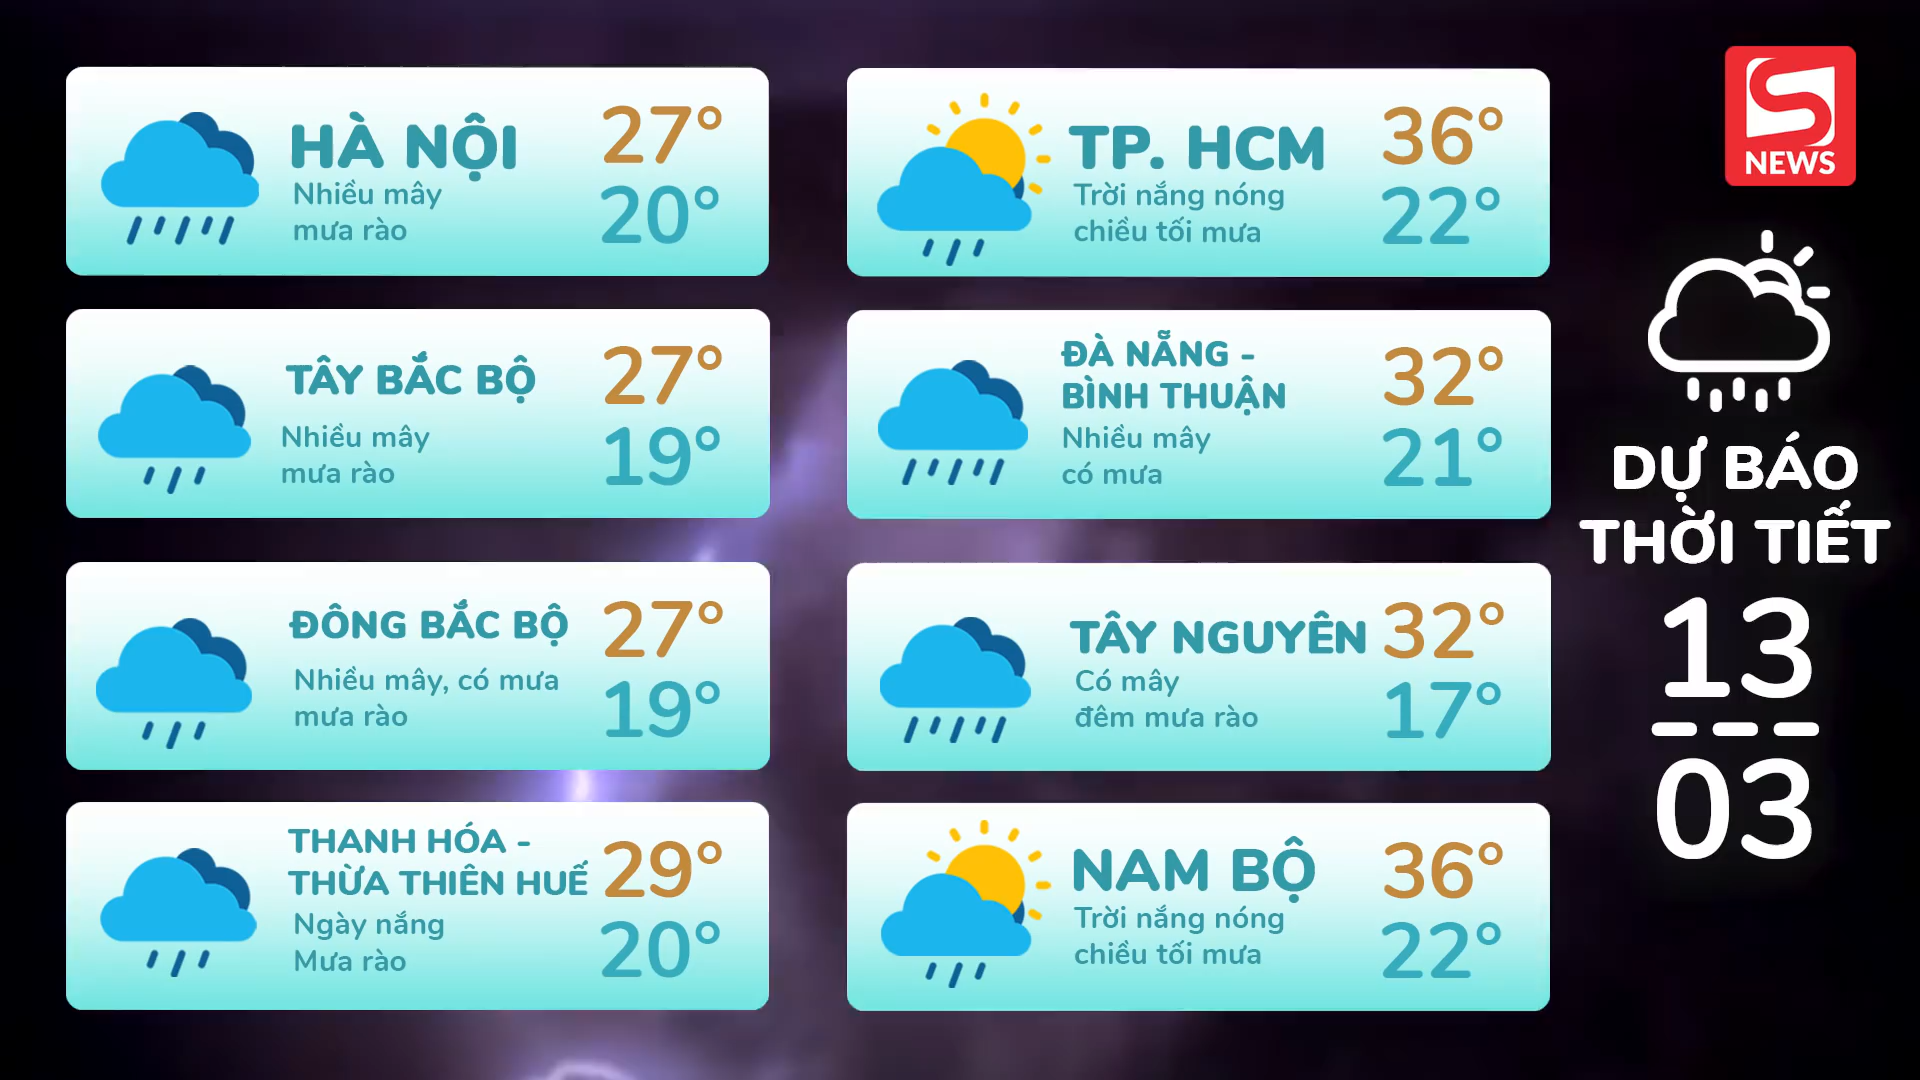 HÀ NỘI
Nhiều mây
mưa rào
27°
20°
TP. HCM
Trời nắng nóng
chiều tối mưa
36°
22°
TÂY BẮC BỘ
Nhiều mây
mưa rào
27°
19°
ĐÀ NẴNG -
BÌNH THUẬN
Nhiều mây
có mưa
32°
21°
ĐÔNG BẮC BỘ
Nhiều mây, có mưa
mưa rào
27°
19°
TÂY NGUYÊN
Có mây
đêm mưa rào
32°
17°
THANH HÓA -
THỪA THIÊN HUẾ
Ngày nắng
Mưa rào
29°
20°
NAM BỘ
Trời nắng nóng
chiều tối mưa
36°
22°
S
NEWS
DỰ BÁO
THỜI TIẾT
13
03